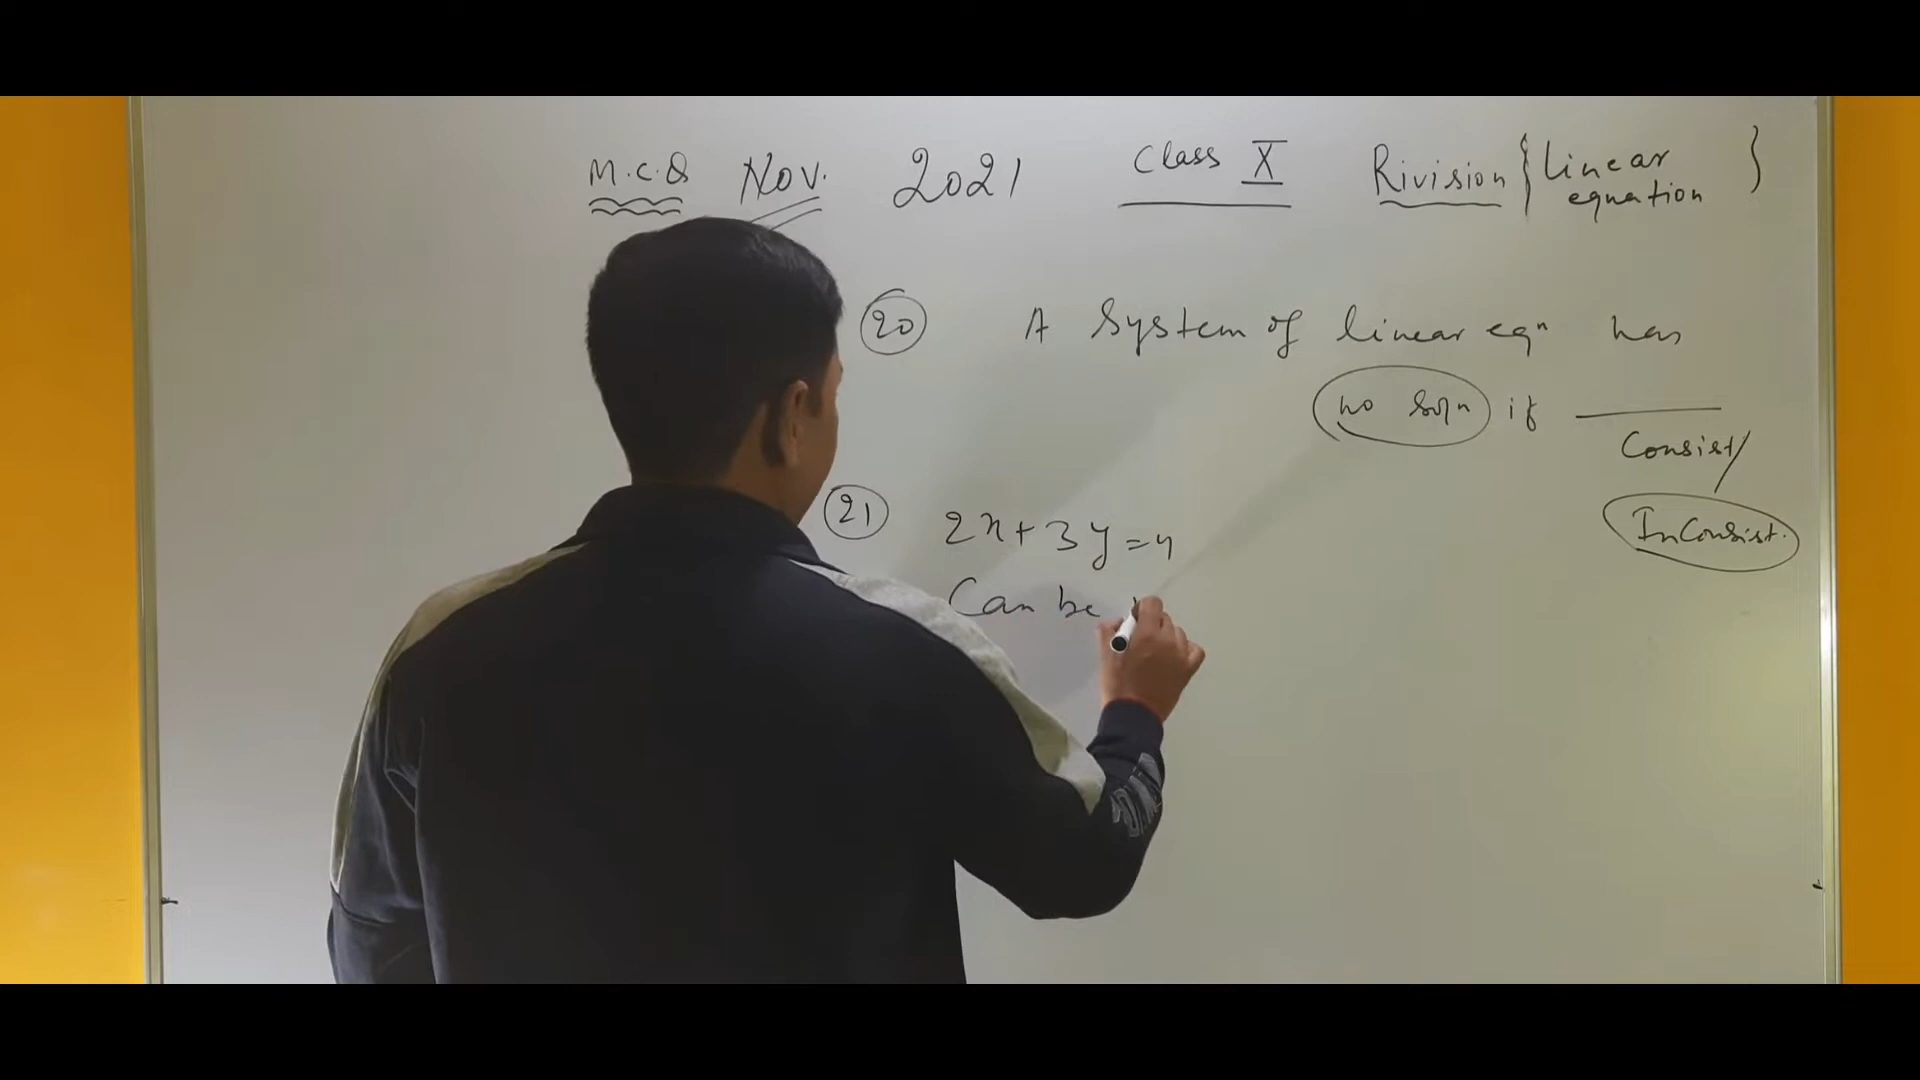 M.C.Q Nov. 2021 Class X Rivision { linear
equation }
20 A System of linear eqn has
no soln if ______
Consist/
InConsist.
21 2x+3y=4
Can be